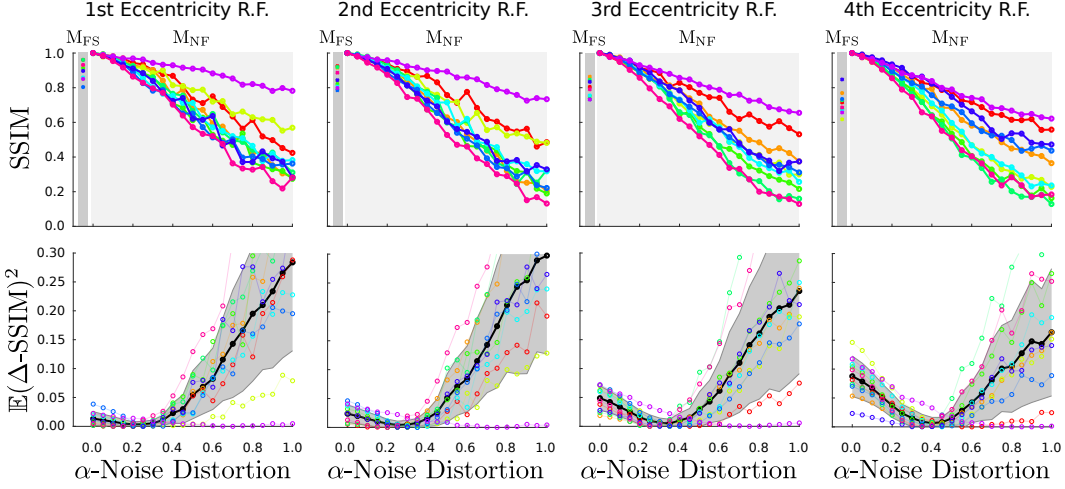 1st Eccentricity R.F. 2nd Eccentricity R.F. 3rd Eccentricity R.F. 4th Eccentricity R.F.
M_FS M_NF M_FS M_NF M_FS M_NF M_FS M_NF
SSIM
1.0
0.8
0.6
0.4
0.2
0.0
𝔼(Δ-SSIM)²
0.30
0.25
0.20
0.15
0.10
0.05
0.00
0.0 0.2 0.4 0.6 0.8 1.0 0.0 0.2 0.4 0.6 0.8 1.0 0.0 0.2 0.4 0.6 0.8 1.0 0.0 0.2 0.4 0.6 0.8 1.0
α-Noise Distortion α-Noise Distortion α-Noise Distortion α-Noise Distortion